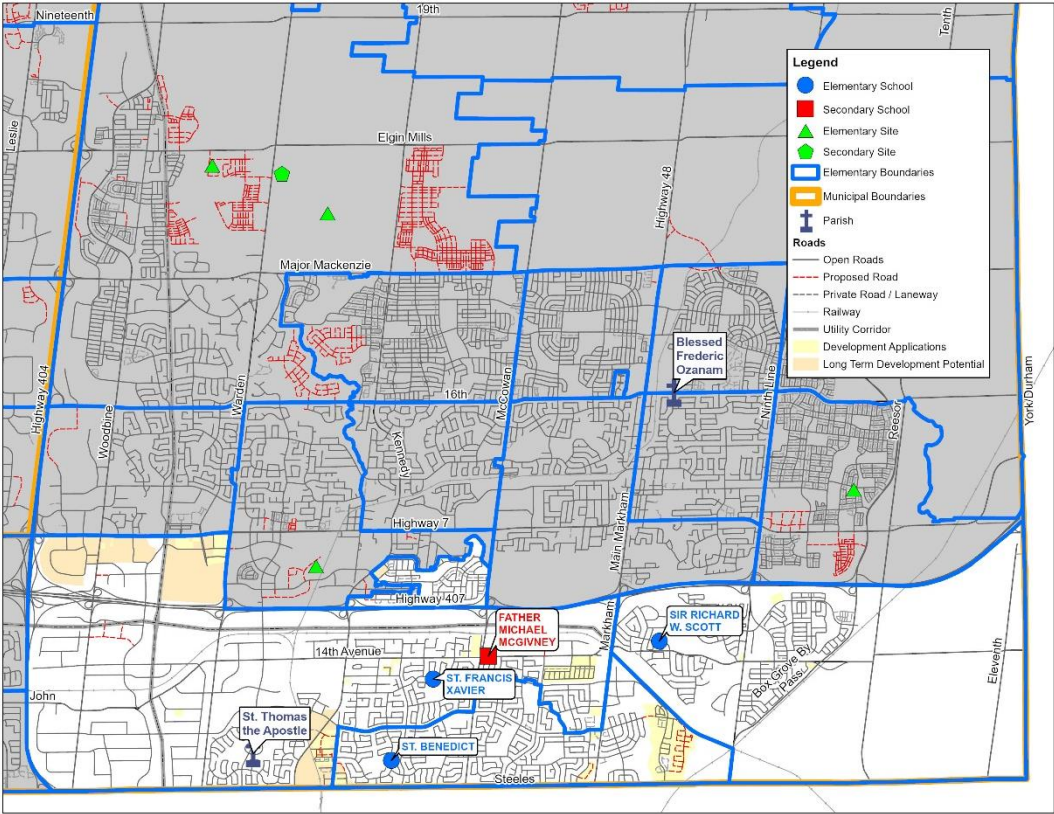 Nineteenth
19th
Tenth
Leslie
Elgin Mills
Highway 48
Major Mackenzie
Legend
Elementary School
Secondary School
Elementary Site
Secondary Site
Elementary Boundaries
Municipal Boundaries
Parish
Roads
Open Roads
Proposed Road
Private Road / Laneway
Railway
Utility Corridor
Development Applications
Long Term Development Potential
Blessed
Frederic
Ozanam
Highway 404
Woodbine
Warden
16th
Kennedy
McCowan
Ninth Line
Reesor
York/Durham
Highway 7
Main Markham
Highway 407
Markham
FATHER
MICHAEL
MCGIVNEY
SIR RICHARD
W. SCOTT
14th Avenue
ST. FRANCIS
XAVIER
Box Grove By
Pass
Eleventh
John
St. Thomas
the Apostle
ST. BENEDICT
Steeles